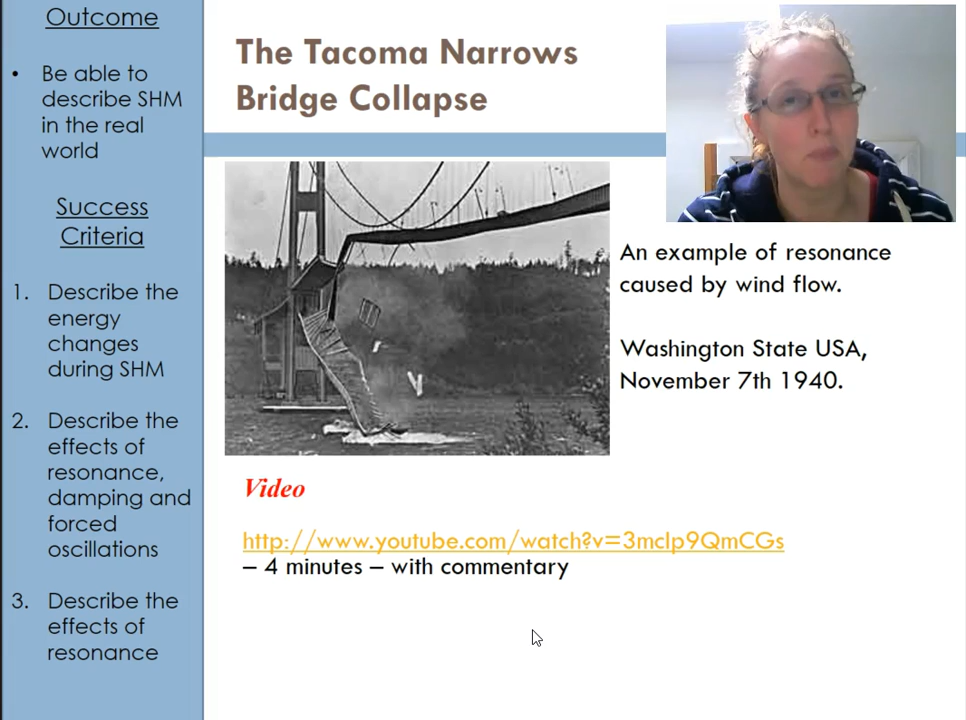 Outcome
• Be able to
describe SHM
in the real
world
Success
Criteria
1. Describe the
energy
changes
during SHM
2. Describe the
effects of
resonance,
damping and
forced
oscillations
3. Describe the
effects of
resonance
The Tacoma Narrows
Bridge Collapse
An example of resonance
caused by wind flow.
Washington State USA,
November 7th 1940.
Video
http://www.youtube.com/watch?v=3mclp9QmCGs
– 4 minutes – with commentary